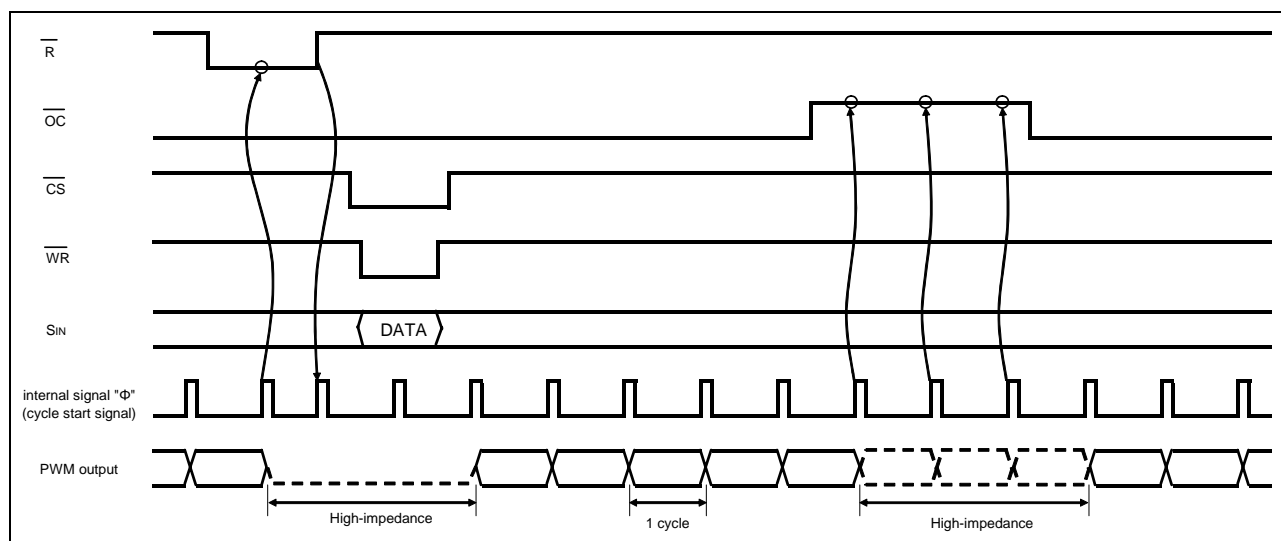 R
OC
CS
WR
SIN
DATA
internal signal "Φ"
(cycle start signal)
PWM output
High-impedance
1 cycle
High-impedance